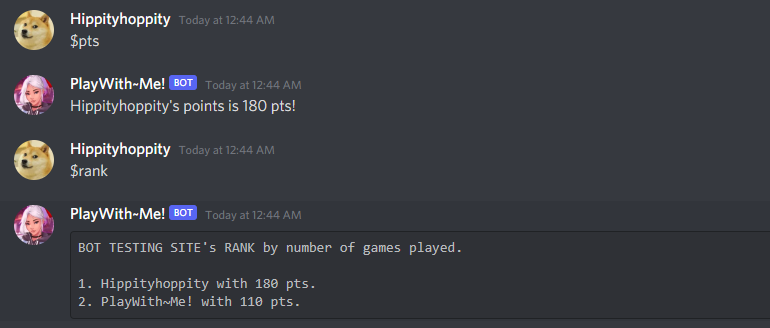 Hippityhoppity Today at 12:44 AM
$pts
PlayWith~Me! BOT Today at 12:44 AM
Hippityhoppity's points is 180 pts!
Hippityhoppity Today at 12:44 AM
$rank
PlayWith~Me! BOT Today at 12:44 AM
BOT TESTING SITE's RANK by number of games played.
1. Hippityhoppity with 180 pts.
2. PlayWith~Me! with 110 pts.